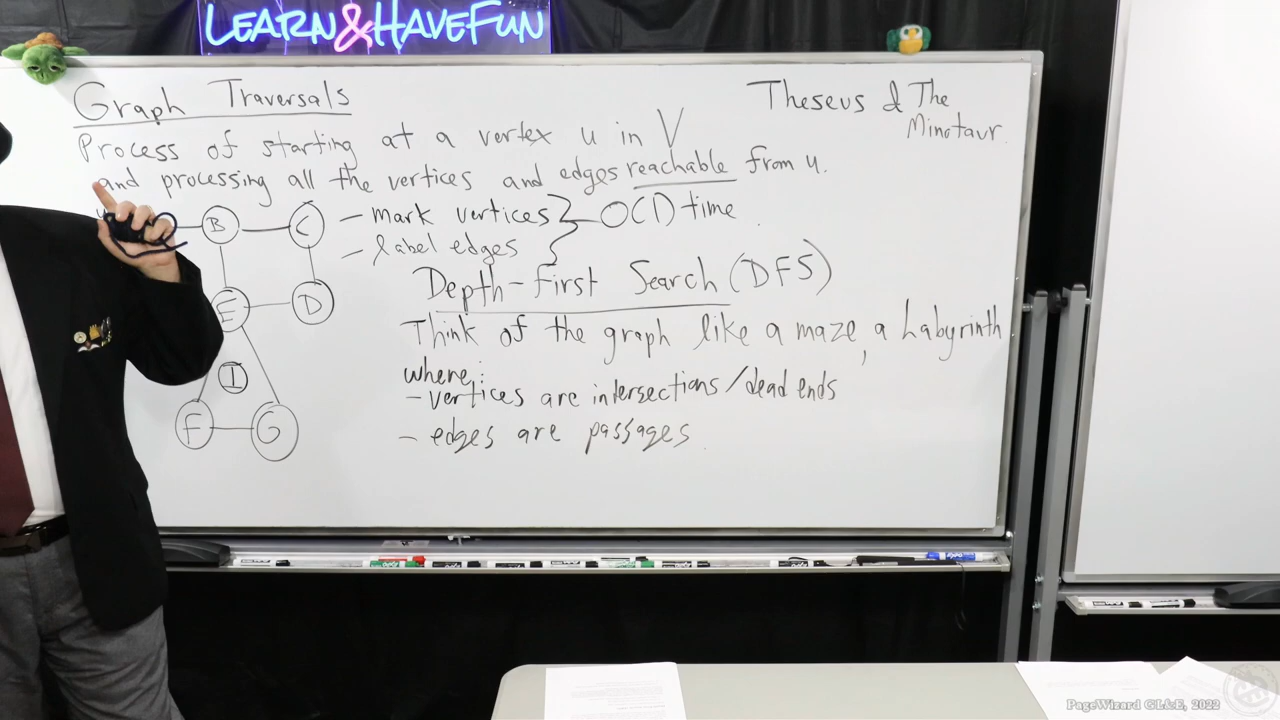 LEARN&HAVEFUN
Graph Traversals
Theseus & The
Minotaur
Process of starting at a vertex u in V
and processing all the vertices and edges reachable from u.
B
C
- mark vertices
O(1) time
- label edges
E
D
Depth-First Search (DFS)
Think of the graph like a maze, a Labyrinth
where:
- vertices are intersections/dead ends
I
- edges are passages
F
G
PageWizard GL&E, 2022